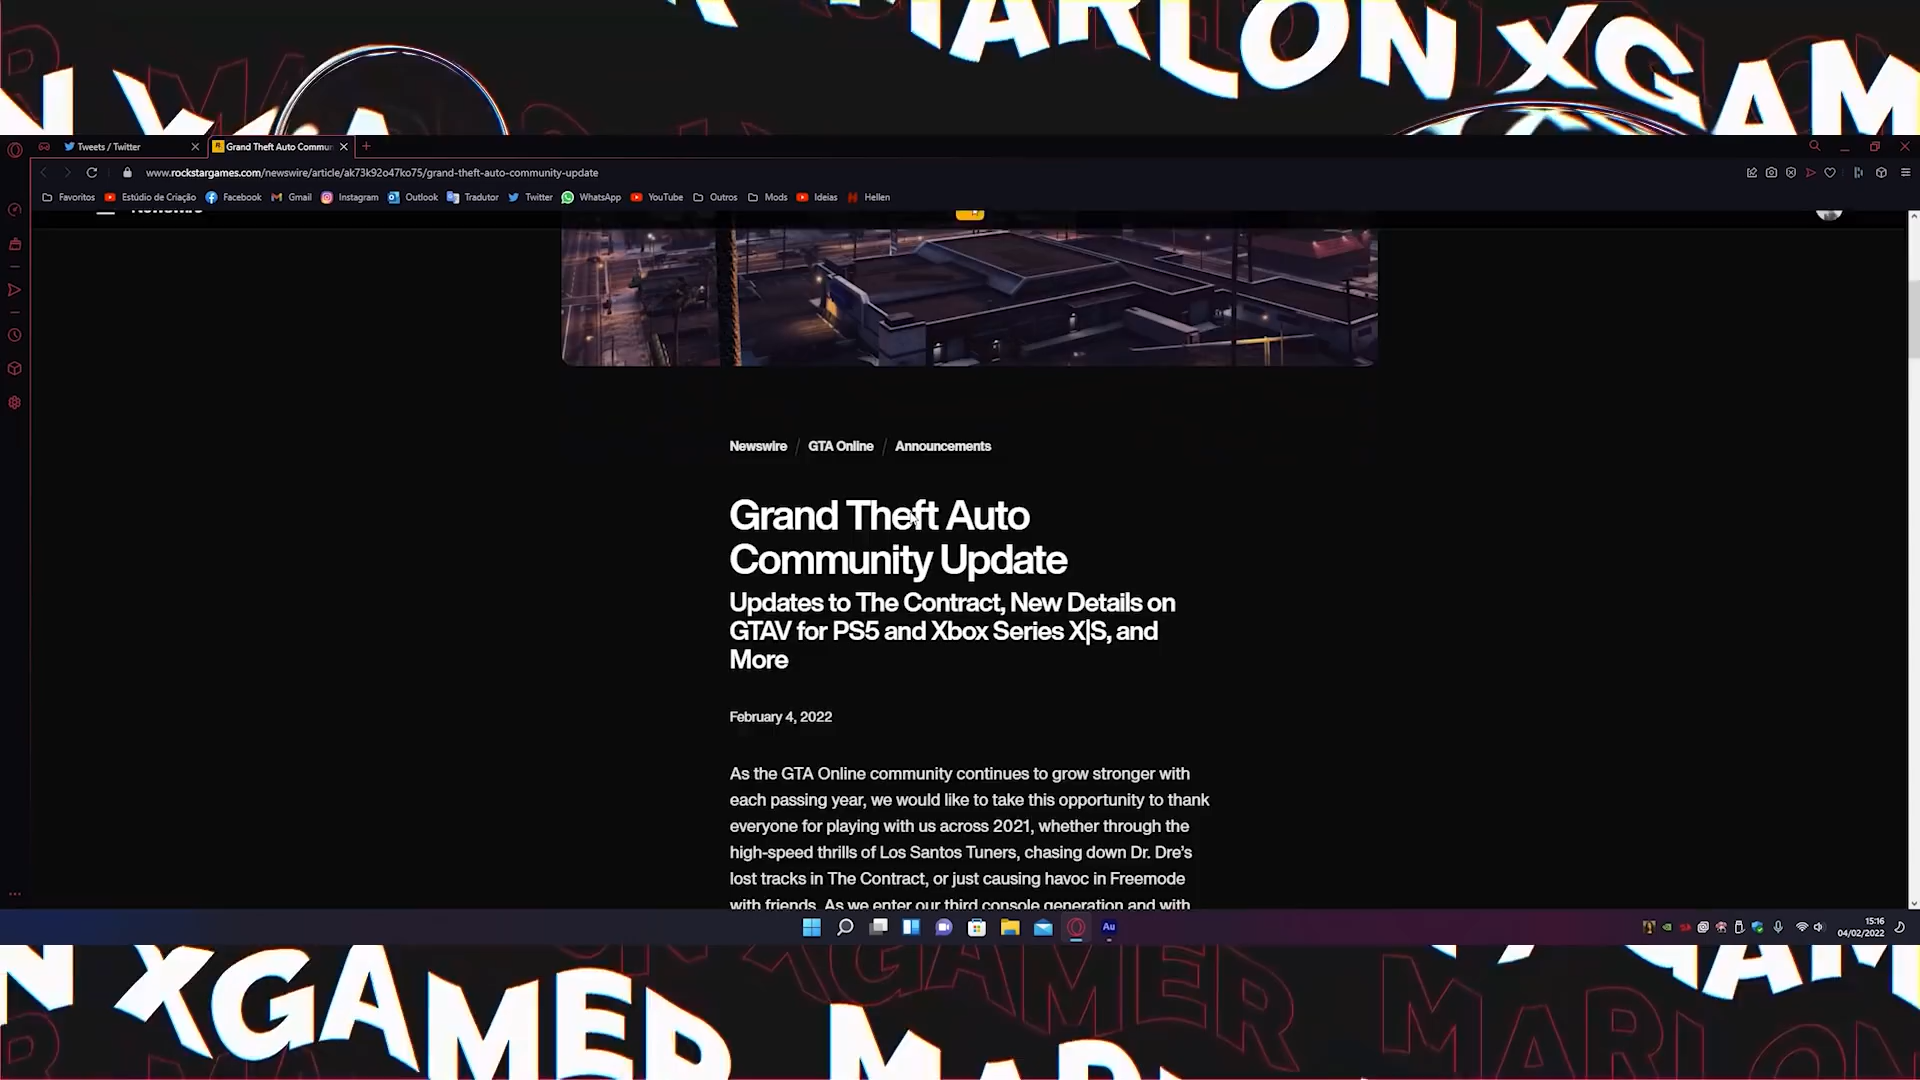 MARLON XGAM
Tweets / Twitter
Grand Theft Auto Commun
www.rockstargames.com/newswire/article/ak73k92o47ko75/grand-theft-auto-community-update
Favoritos
Estúdio de Criação
Facebook
Gmail
Instagram
Outlook
Tradutor
Twitter
WhatsApp
YouTube
Outros
Mods
Ideias
Hellen
Newswire
Newswire / GTA Online / Announcements
Grand Theft Auto
Community Update
Updates to The Contract, New Details on
GTAV for PS5 and Xbox Series X|S, and
More
February 4, 2022
As the GTA Online community continues to grow stronger with
each passing year, we would like to take this opportunity to thank
everyone for playing with us across 2021, whether through the
high-speed thrills of Los Santos Tuners, chasing down Dr. Dre's
lost tracks in The Contract, or just causing havoc in Freemode
with friends. As we enter our third console generation and with
Au
15:16
04/02/2022
N XGAMER MAR
XGAMER
MARLON